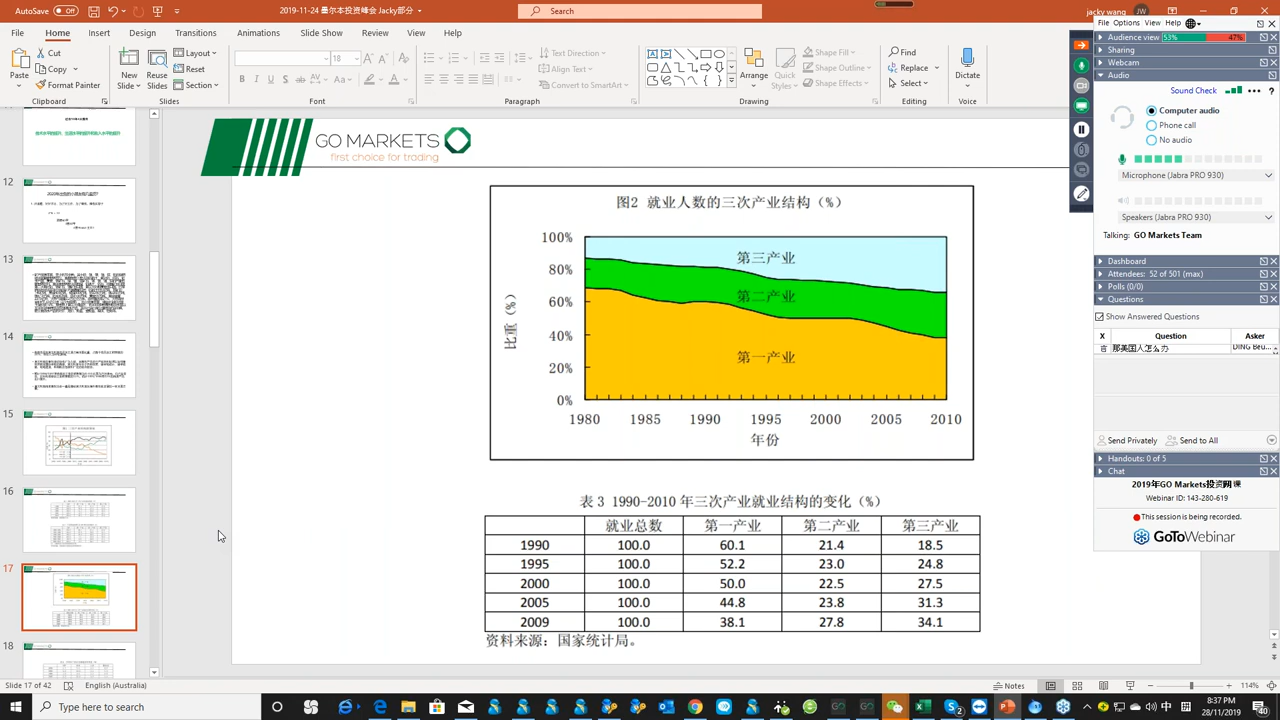 AutoSave Off
2019-11-24 墨尔本投资峰会 Jacky部分
Search
JW
File Home Insert Design Transitions Animations Slide Show Review View Help
Cut
Copy
Format Painter
Paste
Clipboard
New Slide
Reuse Slides
Layout
Reset
Section
Slides
18
Font
Text Direction
Align Text
Convert to SmartArt
Paragraph
Arrange
Quick Styles
Shape Fill
Shape Outline
Shape Effects
Drawing
Find
Replace
Select
Editing
Dictate
Voice
12
13
14
15
16
17
18
GO MARKETS
first choice for trading
图2 就业人数的三次产业结构(%)
100%
80%
60%
40%
20%
0%
比重(%)
第三产业
第二产业
第一产业
1980 1985 1990 1995 2000 2005 2010
年份
表 3 1990-2010 年三次产业就业结构的变化(%)
就业总数 第一产业 第二产业 第三产业
1990 100.0 60.1 21.4 18.5
1995 100.0 52.2 23.0 24.8
2000 100.0 50.0 22.5 27.5
2005 100.0 44.8 23.8 31.3
2009 100.0 38.1 27.8 34.1
资料来源：国家统计局。
File Options View Help
Audience view 53% 47%
Sharing
Webcam
Audio
Sound Check
?
Computer audio
Phone call
No audio
Microphone (Jabra PRO 930)
Speakers (Jabra PRO 930)
Talking: GO Markets Team
Dashboard
Attendees: 52 of 501 (max)
Polls (0/0)
Questions
Show Answered Questions
X Question Asker
那美国人怎么办 DING Beu...
Send Privately Send to All
Handouts: 0 of 5
Chat
2019年GO Markets投资网课
Webinar ID: 143-280-619
This session is being recorded.
GoToWebinar
Slide 17 of 42
English (Australia)
Notes
114%
Type here to search
8:37 PM
28/11/2019